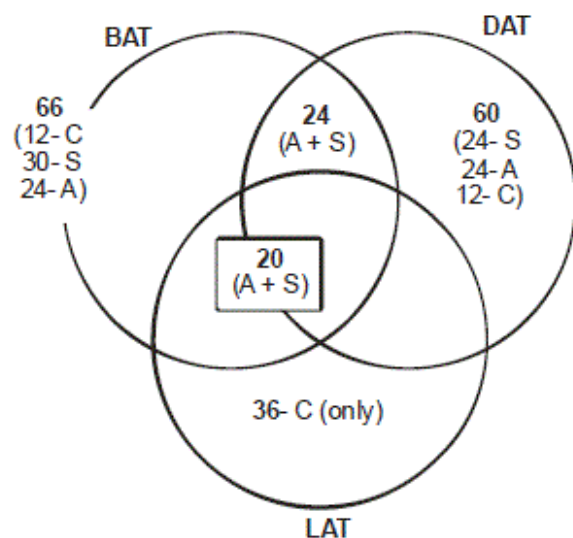 BAT
DAT
66
(12- C
30- S
24- A)
24
(A + S)
60
(24- S
24- A
12- C)
20
(A + S)
36- C (only)
LAT